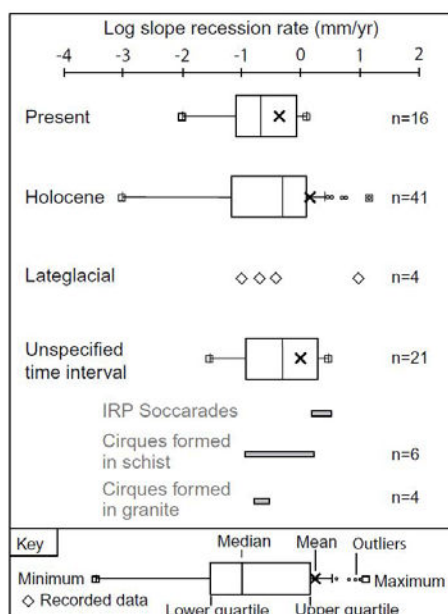 Log slope recession rate (mm/yr)
-4 -3 -2 -1 0 1 2
Present n=16
Holocene n=41
Lateglacial n=4
Unspecified
time interval n=21
IRP Soccarades
Cirques formed
in schist n=6
Cirques formed
in granite n=4
Key Median Mean Outliers
Minimum Maximum
Recorded data
Lower quartile Upper quartile